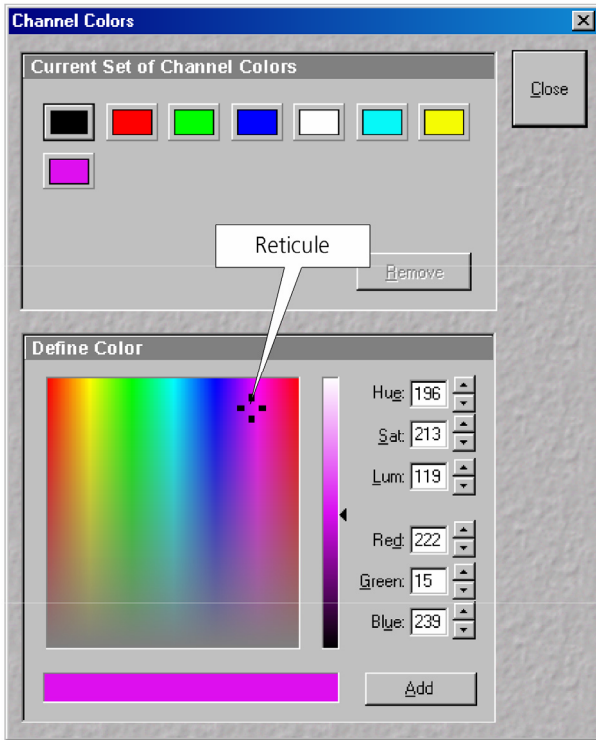 Channel Colors
Current Set of Channel Colors
Close
Reticule
Remove
Define Color
Hue: 196
Sat: 213
Lum: 119
Red: 222
Green: 15
Blue: 239
Add